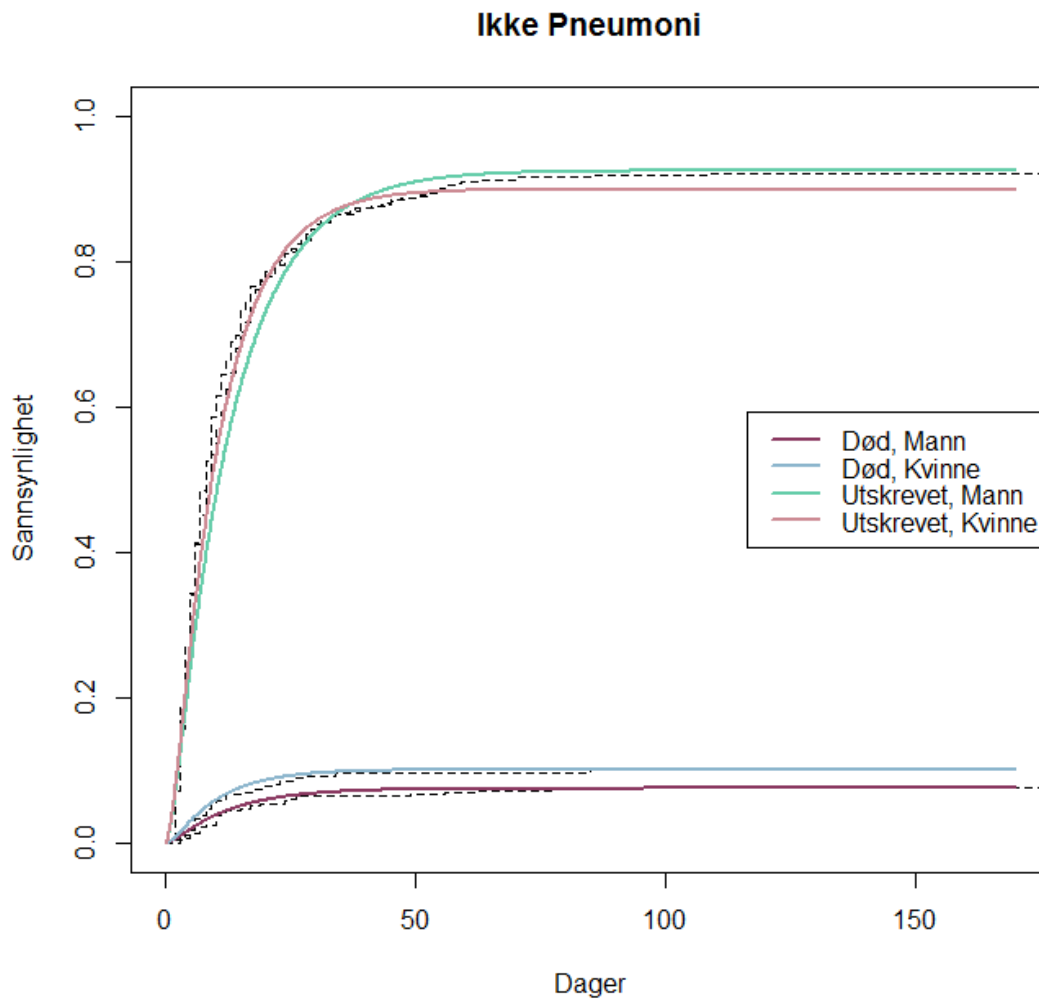 Ikke Pneumoni
1.0
0.8
0.6
0.4
0.2
0.0
Sannsynlighet
Død, Mann
Død, Kvinne
Utskrevet, Mann
Utskrevet, Kvinne
0 50 100 150
Dager